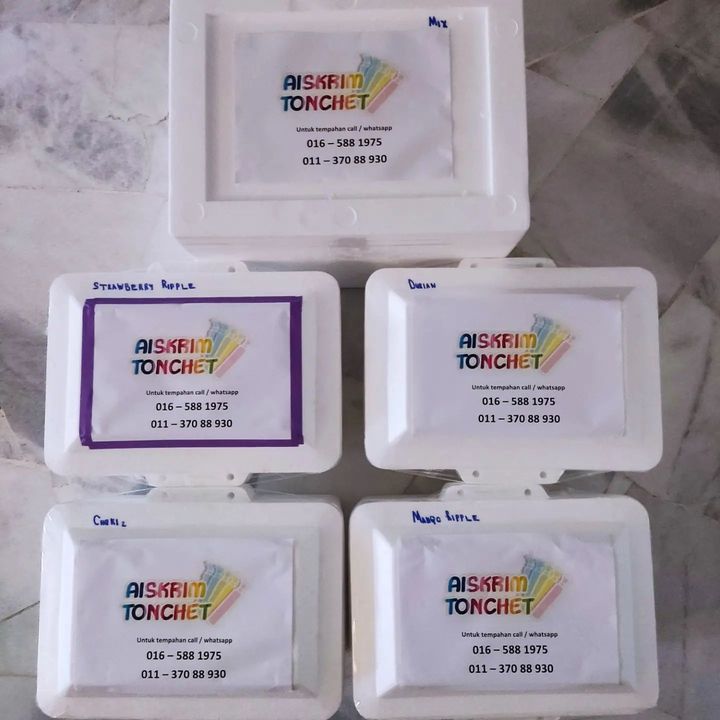 Mix
AISKRIM
TONCHET
Untuk tempahan call / whatsapp
016 – 588 1975
011 – 370 88 930
STRAWBERRY RIPPLE
AISKRIM
TONCHET
Untuk tempahan call / whatsapp
016 – 588 1975
011 – 370 88 930
DURIAN
AISKRIM
TONCHET
Untuk tempahan call / whatsapp
016 – 588 1975
011 – 370 88 930
AISKRIM
TONCHET
Untuk tempahan call / whatsapp
016 – 588 1975
011 – 370 88 930
MANGO RIPPLE
AISKRIM
TONCHET
Untuk tempahan call / whatsapp
016 – 588 1975
011 – 370 88 930